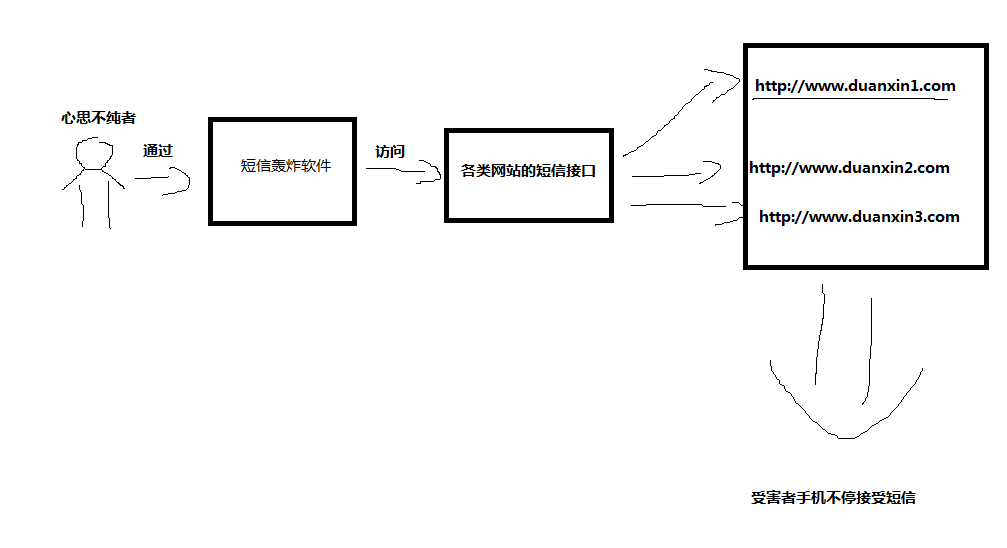 心思不纯者
通过
短信轰炸软件
访问
各类网站的短信接口
http://www.duanxin1.com
http://www.duanxin2.com
http://www.duanxin3.com
受害者手机不停接受短信